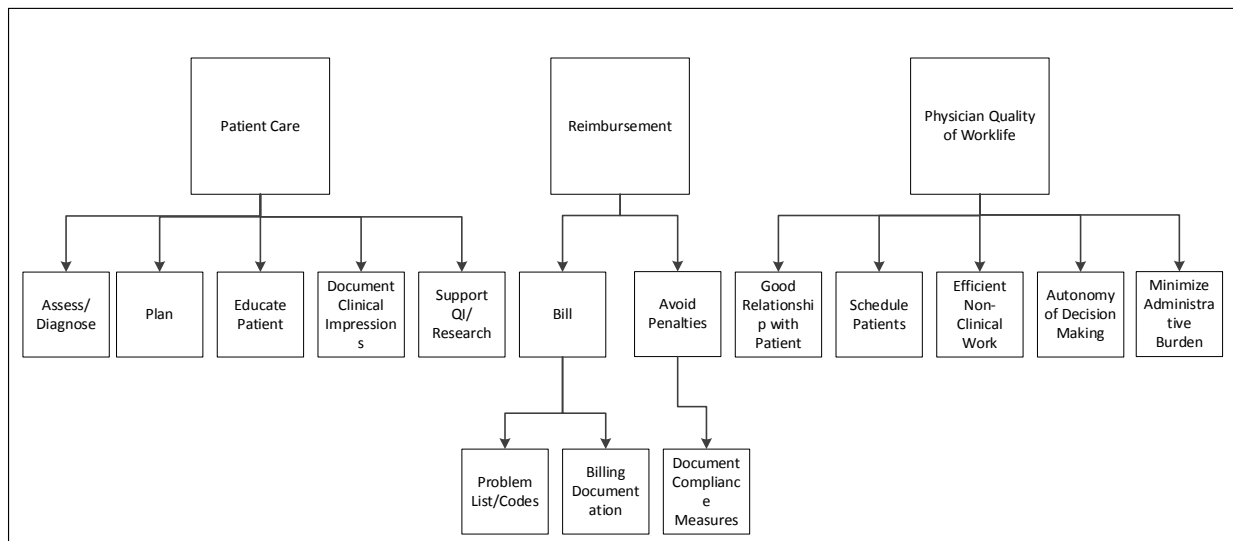 Patient Care
Reimbursement
Physician Quality
of Worklife
Assess/
Diagnose
Plan
Educate
Patient
Document
Clinical
Impression
s
Support
QI/
Research
Bill
Avoid
Penalties
Good
Relationshi
p with
Patient
Schedule
Patients
Efficient
Non-
Clinical
Work
Autonomy
of Decision
Making
Minimize
Administra
tive
Burden
Problem
List/Codes
Billing
Document
ation
Document
Complianc
e
Measures